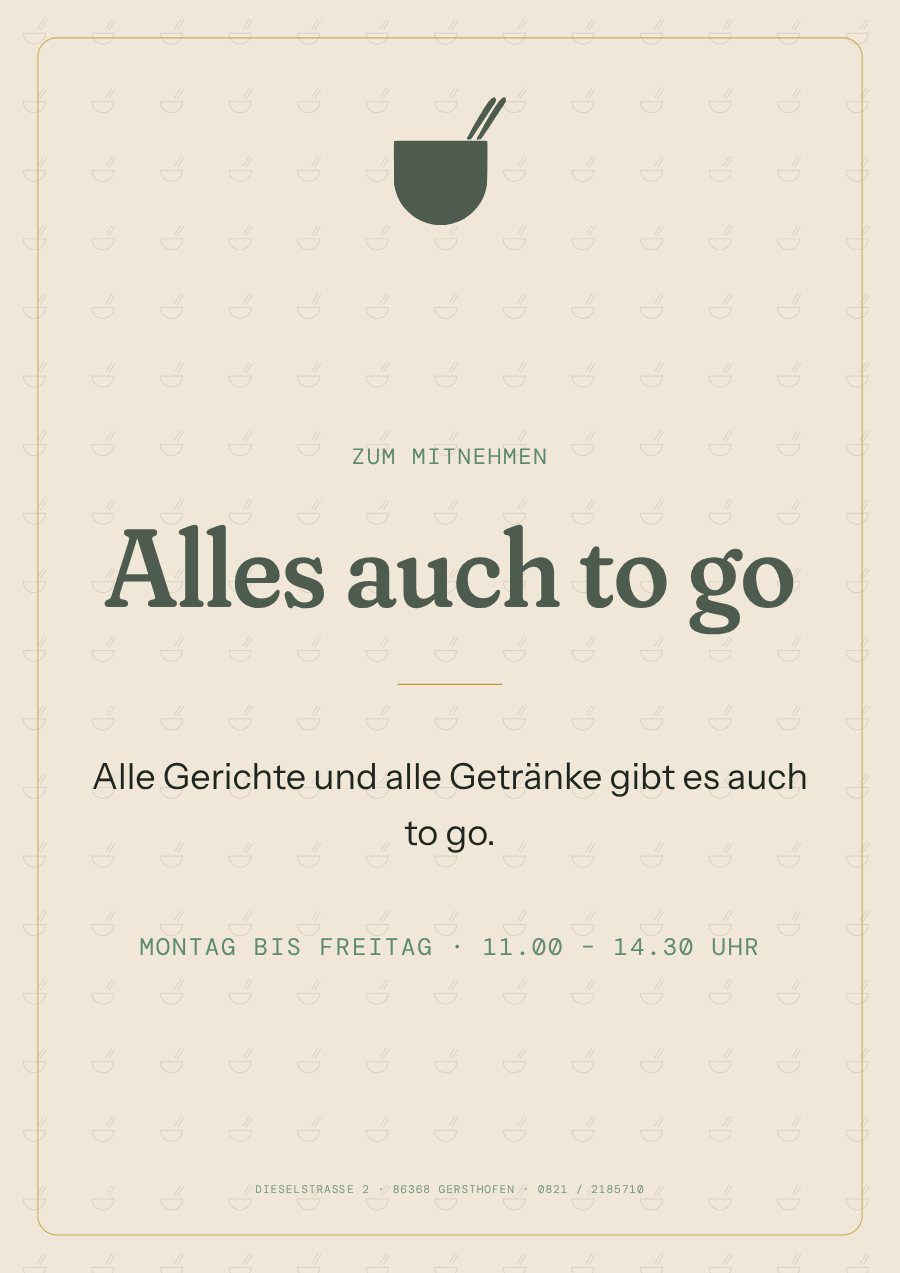 ZUM MITNEHMEN
Alles auch to go
Alle Gerichte und alle Getränke gibt es auch
to go.
MONTAG BIS FREITAG · 11.00 – 14.30 UHR
DIESELSTRASSE 2 · 86368 GERSTHOFEN · 0821 / 2185710